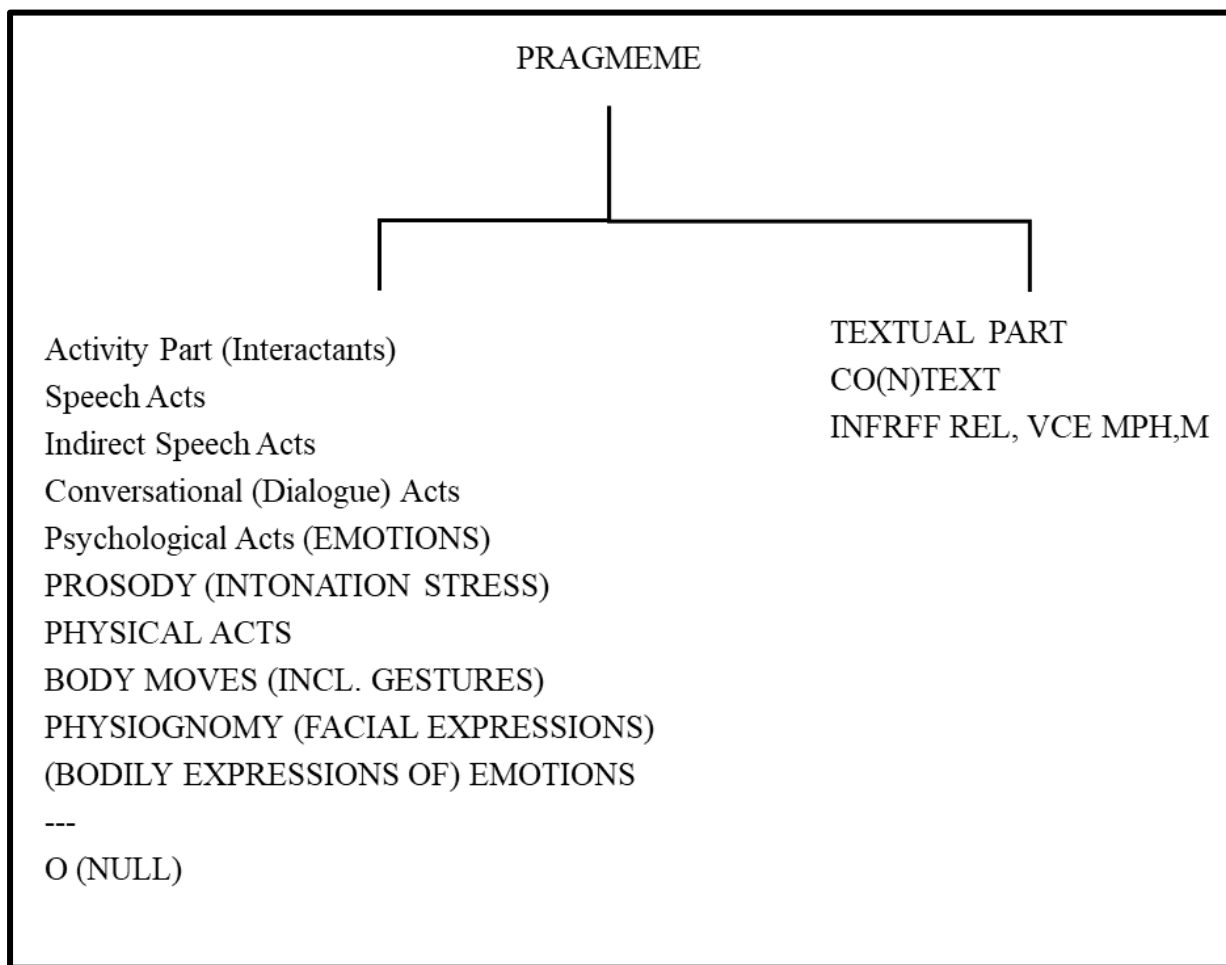 PRAGMEME
Activity Part (Interactants)
Speech Acts
Indirect Speech Acts
Conversational (Dialogue) Acts
Psychological Acts (EMOTIONS)
PROSODY (INTONATION STRESS)
PHYSICAL ACTS
BODY MOVES (INCL. GESTURES)
PHYSIOGNOMY (FACIAL EXPRESSIONS)
(BODILY EXPRESSIONS OF) EMOTIONS
---
O (NULL)
TEXTUAL PART
CO(N)TEXT
INFRFF REL, VCE MPH,M